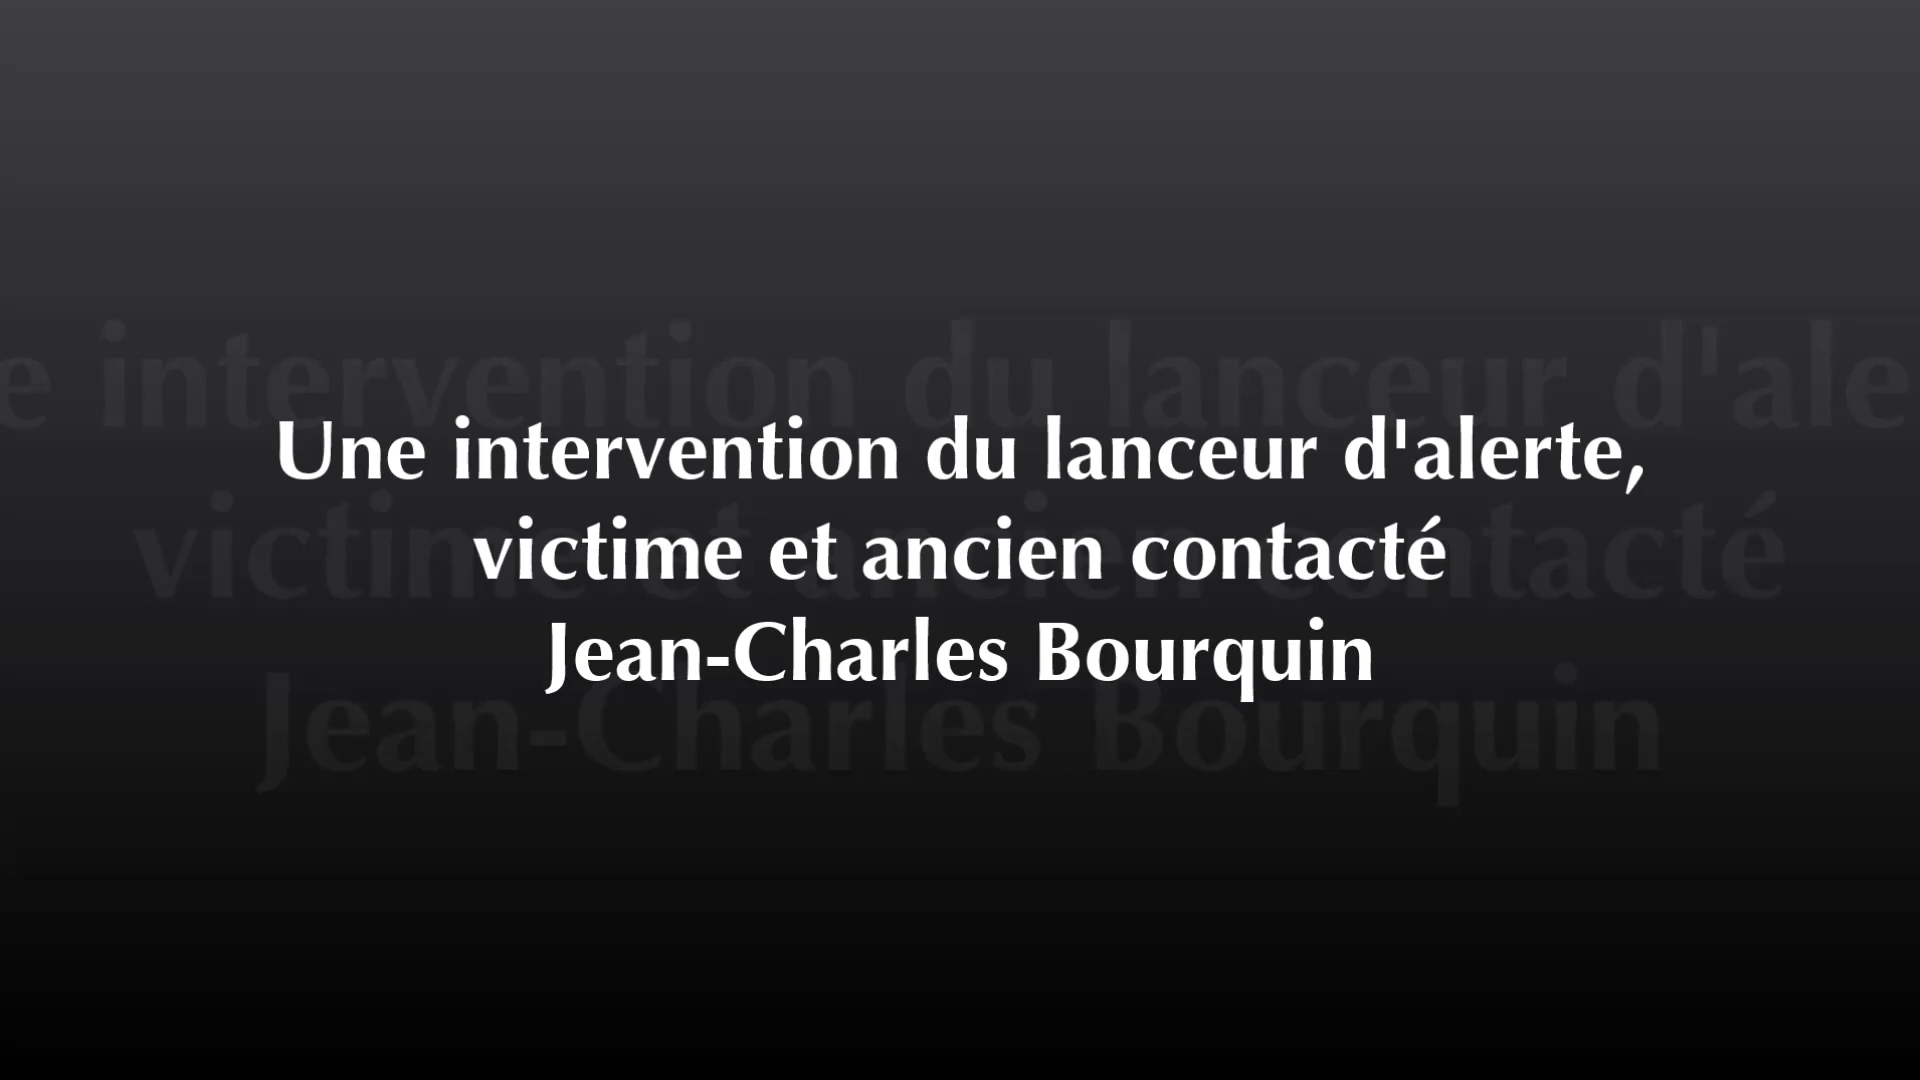 Une intervention du lanceur d'alerte,
victime et ancien contacté
Jean-Charles Bourquin